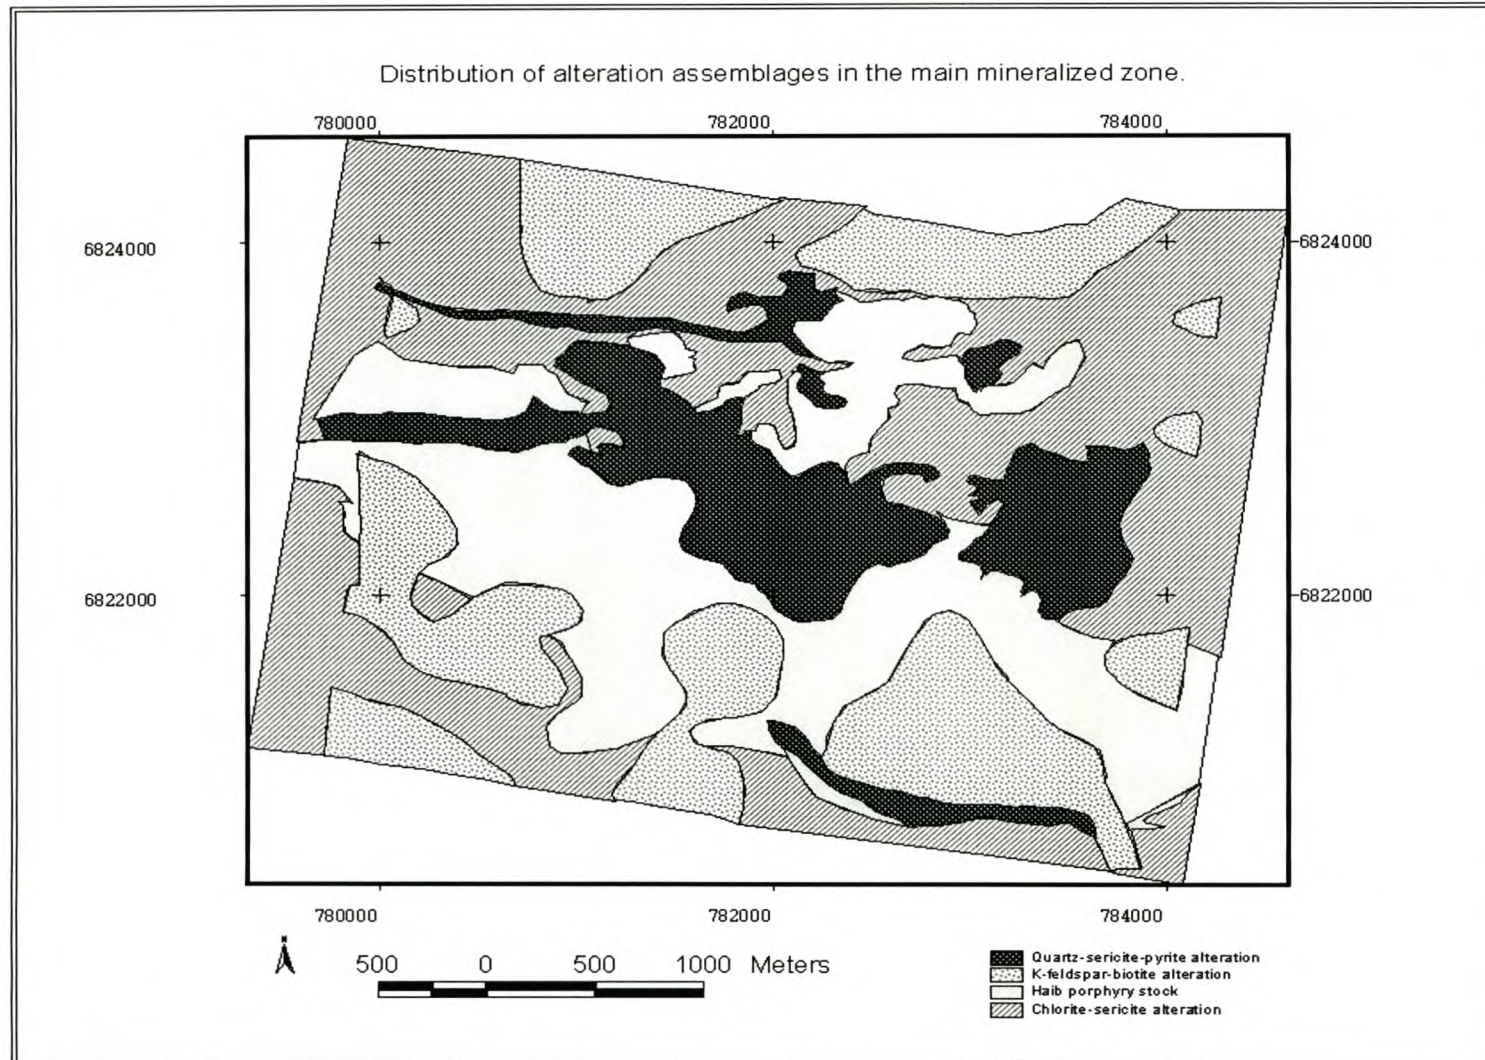 Distribution of alteration assemblages in the main mineralized zone.
780000 782000 784000
6824000 6824000
6822000 6822000
780000 782000 784000
N
500 0 500 1000 Meters
Quartz-sericite-pyrite alteration
K-feldspar-biotite alteration
Haib porphyry stock
Chlorite-sericite alteration